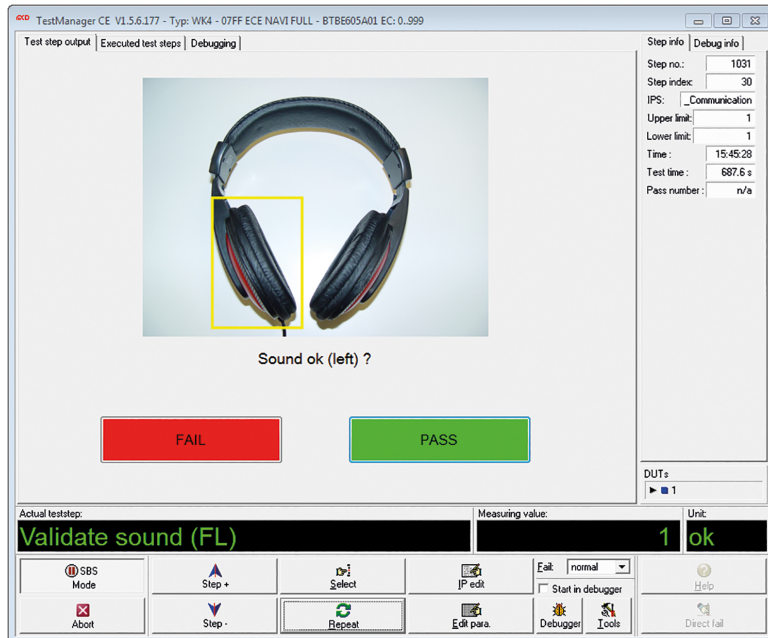 TestManager CE V1.5.6.177 - Typ: WK4 - 07FF ECE NAVI FULL - BTBE605A01 EC: 0..999
Test step output Executed test steps Debugging
Step info Debug info
Step no.: 1031
Step index: 30
IPS: _Communication
Upper limit: 1
Lower limit: 1
Time : 15:45:28
Test time : 687.6 s
Pass number : n/a
Sound ok (left) ?
FAIL PASS
DUTs
1
Actual teststep: Measuring value: Unit:
Validate sound (FL) 1 ok
SBS Mode
Step +
Select
IP edit
Fail: normal
Start in debugger
Help
Abort
Step -
Repeat
Edit para.
Debugger
Tools
Direct fail